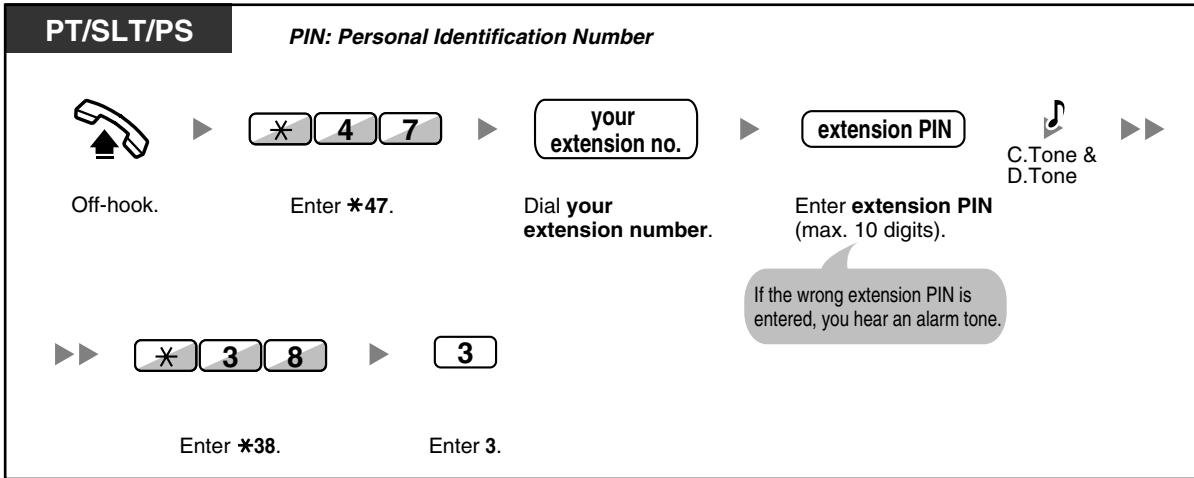 PT/SLT/PS
PIN: Personal Identification Number
* 4 7
your
extension no.
extension PIN
C.Tone &
D.Tone
Off-hook.
Enter *47.
Dial your
extension number.
Enter extension PIN
(max. 10 digits).
If the wrong extension PIN is
entered, you hear an alarm tone.
* 3 8
3
Enter *38.
Enter 3.